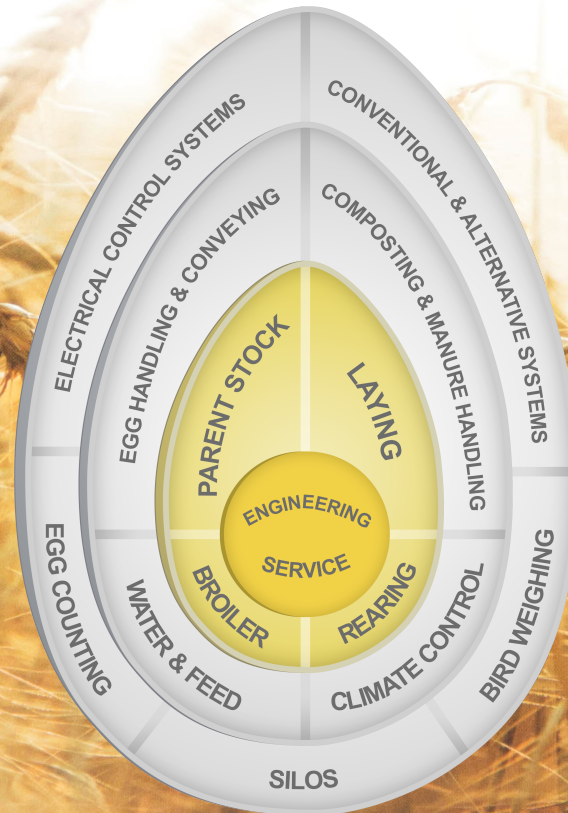 ELECTRICAL CONTROL SYSTEMS
CONVENTIONAL & ALTERNATIVE SYSTEMS
EGG HANDLING & CONVEYING
COMPOSTING & MANURE HANDLING
PARENT STOCK
LAYING
ENGINEERING
SERVICE
BROILER
REARING
WATER & FEED
CLIMATE CONTROL
EGG COUNTING
BIRD WEIGHING
SILOS